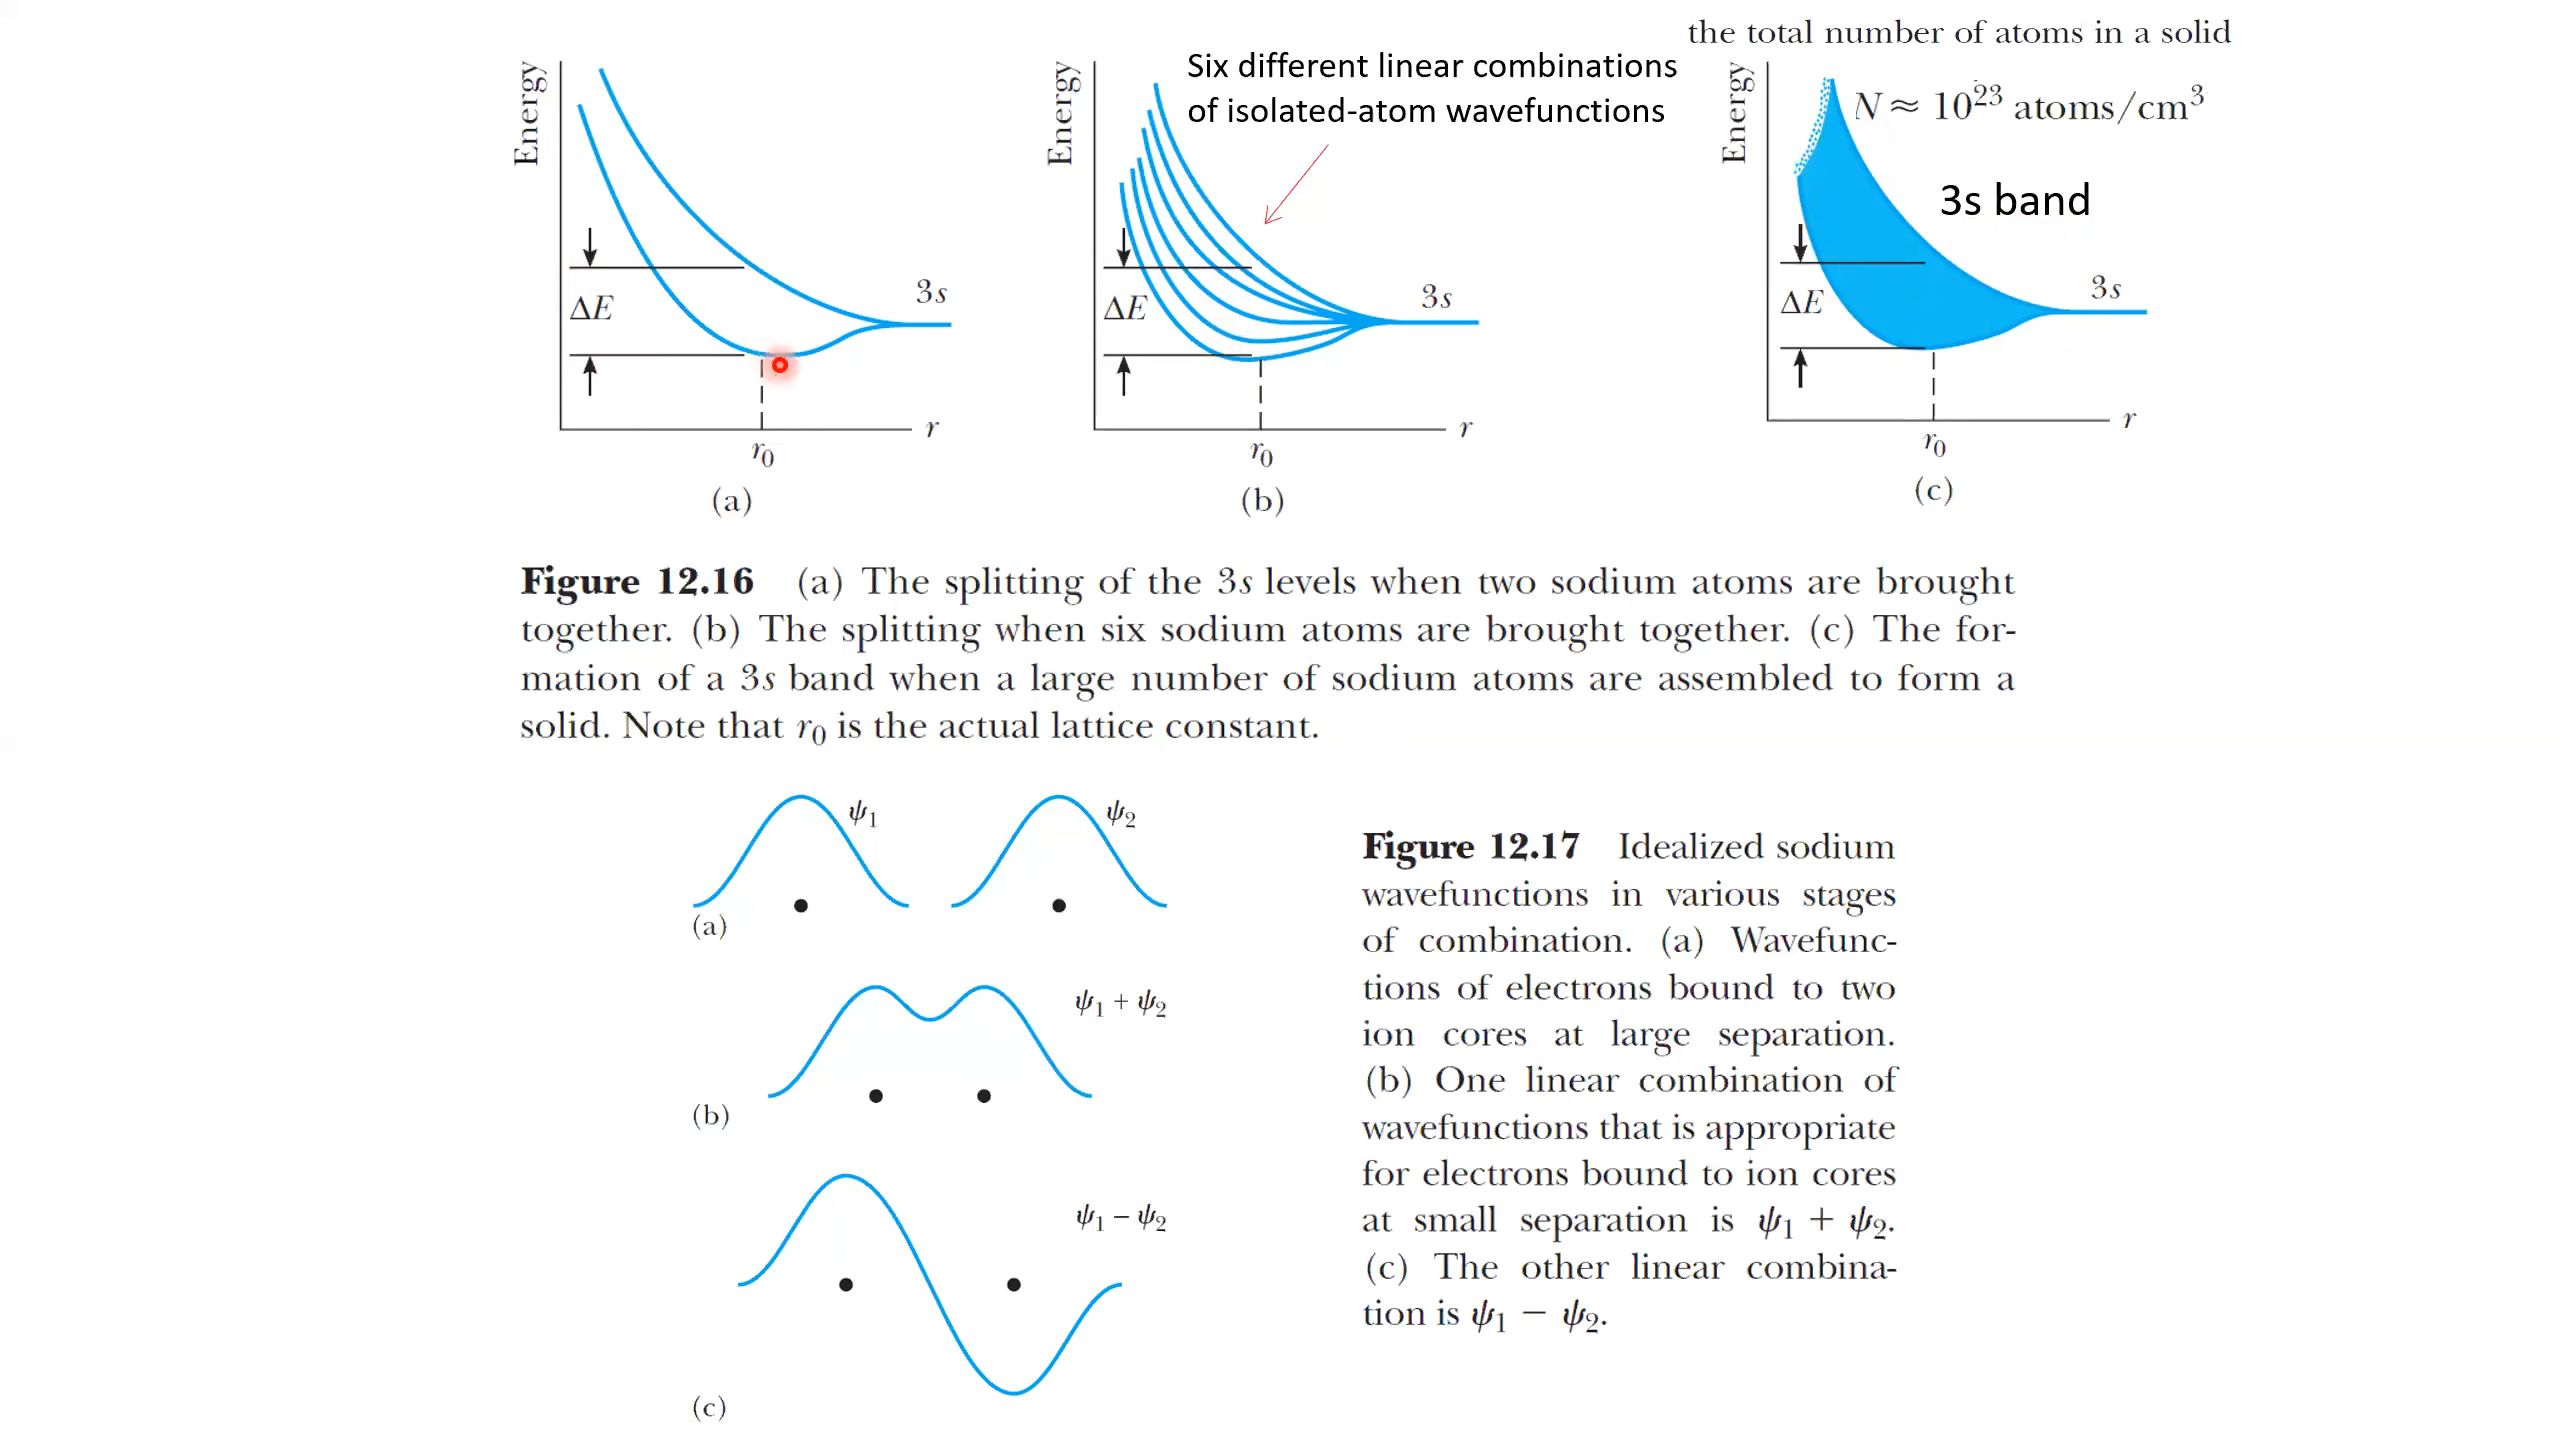 the total number of atoms in a solid
Six different linear combinations
of isolated-atom wavefunctions
N ≈ 10²³ atoms/cm³
3s band
Energy
ΔE
3s
r
r₀
(a)
Energy
ΔE
3s
r
r₀
(b)
Energy
ΔE
3s
r
r₀
(c)
Figure 12.16 (a) The splitting of the 3s levels when two sodium atoms are brought
together. (b) The splitting when six sodium atoms are brought together. (c) The for-
mation of a 3s band when a large number of sodium atoms are assembled to form a
solid. Note that r₀ is the actual lattice constant.
ψ₁
ψ₂
(a)
ψ₁ + ψ₂
(b)
ψ₁ − ψ₂
(c)
Figure 12.17 Idealized sodium
wavefunctions in various stages
of combination. (a) Wavefunc-
tions of electrons bound to two
ion cores at large separation.
(b) One linear combination of
wavefunctions that is appropriate
for electrons bound to ion cores
at small separation is ψ₁ + ψ₂.
(c) The other linear combina-
tion is ψ₁ − ψ₂.